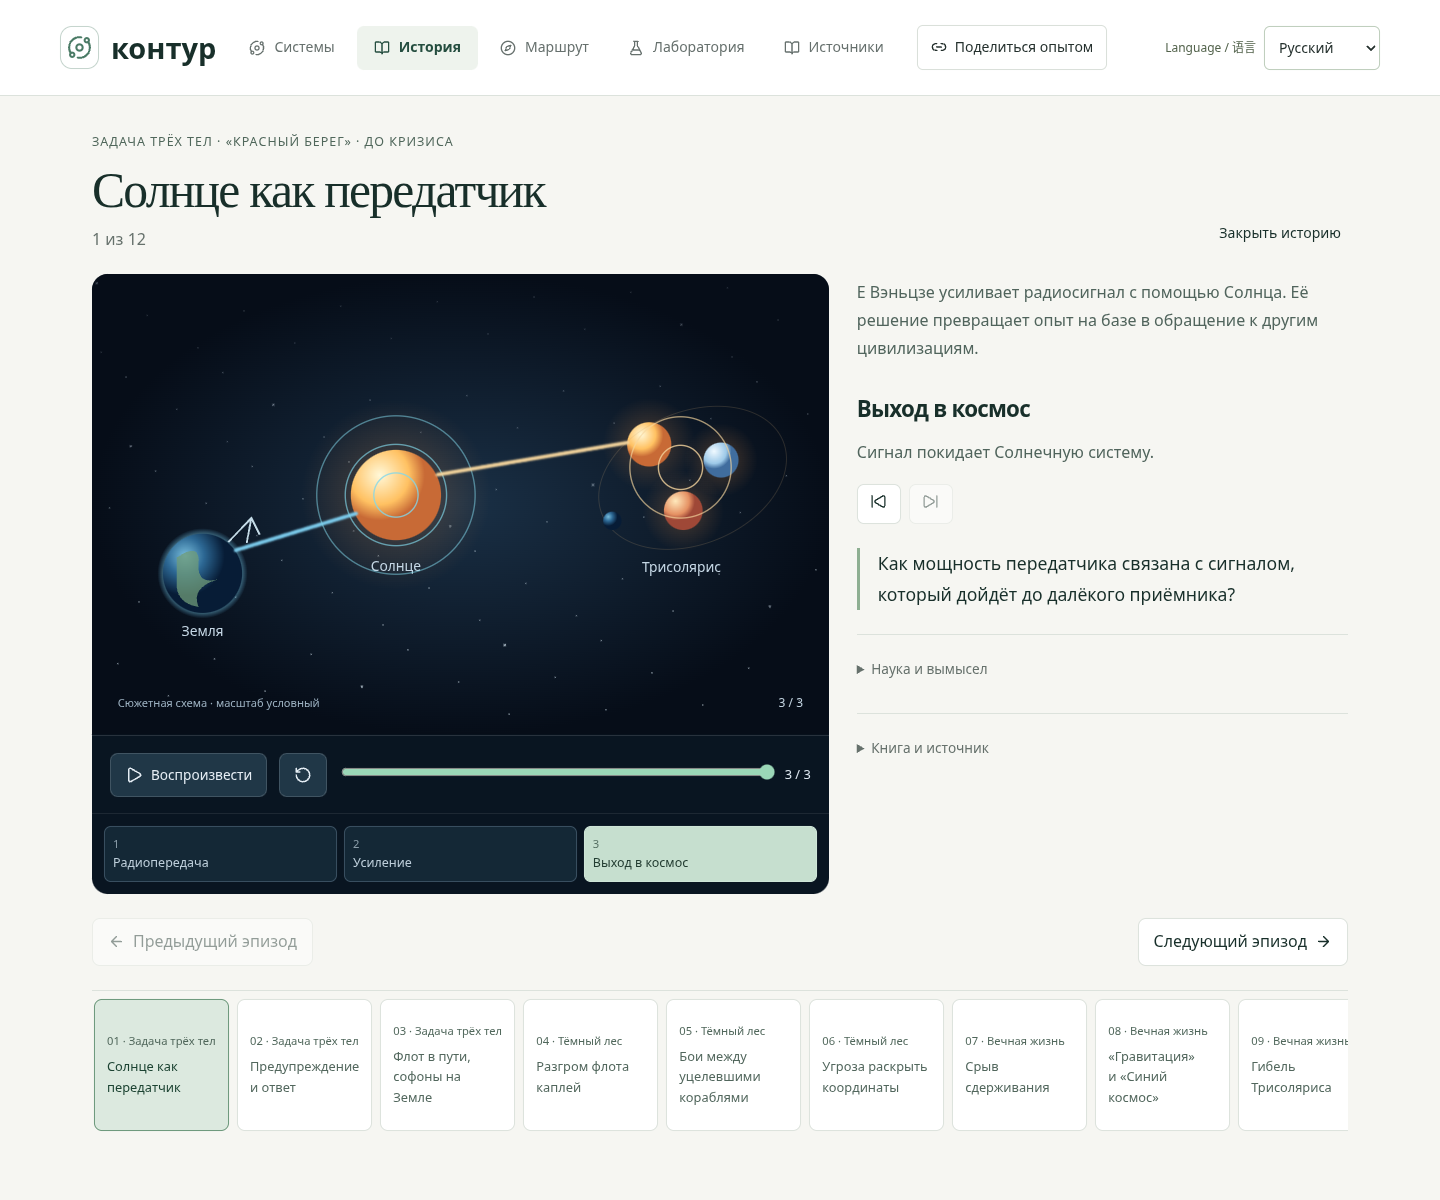 контур
Системы
История
Маршрут
Лаборатория
Источники
Поделиться опытом
Language / 语言
Русский
ЗАДАЧА ТРЁХ ТЕЛ · «КРАСНЫЙ БЕРЕГ» · ДО КРИЗИСА
Солнце как передатчик
1 из 12
Закрыть историю
Солнце
Трисолярис
Земля
Сюжетная схема · масштаб условный
3 / 3
Воспроизвести
3 / 3
1
Радиопередача
2
Усиление
3
Выход в космос
Е Вэньцзе усиливает радиосигнал с помощью Солнца. Её
решение превращает опыт на базе в обращение к другим
цивилизациям.
Выход в космос
Сигнал покидает Солнечную систему.
Как мощность передатчика связана с сигналом,
который дойдёт до далёкого приёмника?
Наука и вымысел
Книга и источник
Предыдущий эпизод
Следующий эпизод
01 · Задача трёх тел
Солнце как
передатчик
02 · Задача трёх тел
Предупреждение
и ответ
03 · Задача трёх тел
Флот в пути,
софоны на
Земле
04 · Тёмный лес
Разгром флота
каплей
05 · Тёмный лес
Бои между
уцелевшими
кораблями
06 · Тёмный лес
Угроза раскрыть
координаты
07 · Вечная жизнь
Срыв
сдерживания
08 · Вечная жизнь
«Гравитация»
и «Синий
космос»
09 · Вечная жизнь
Гибель
Трисоляриса